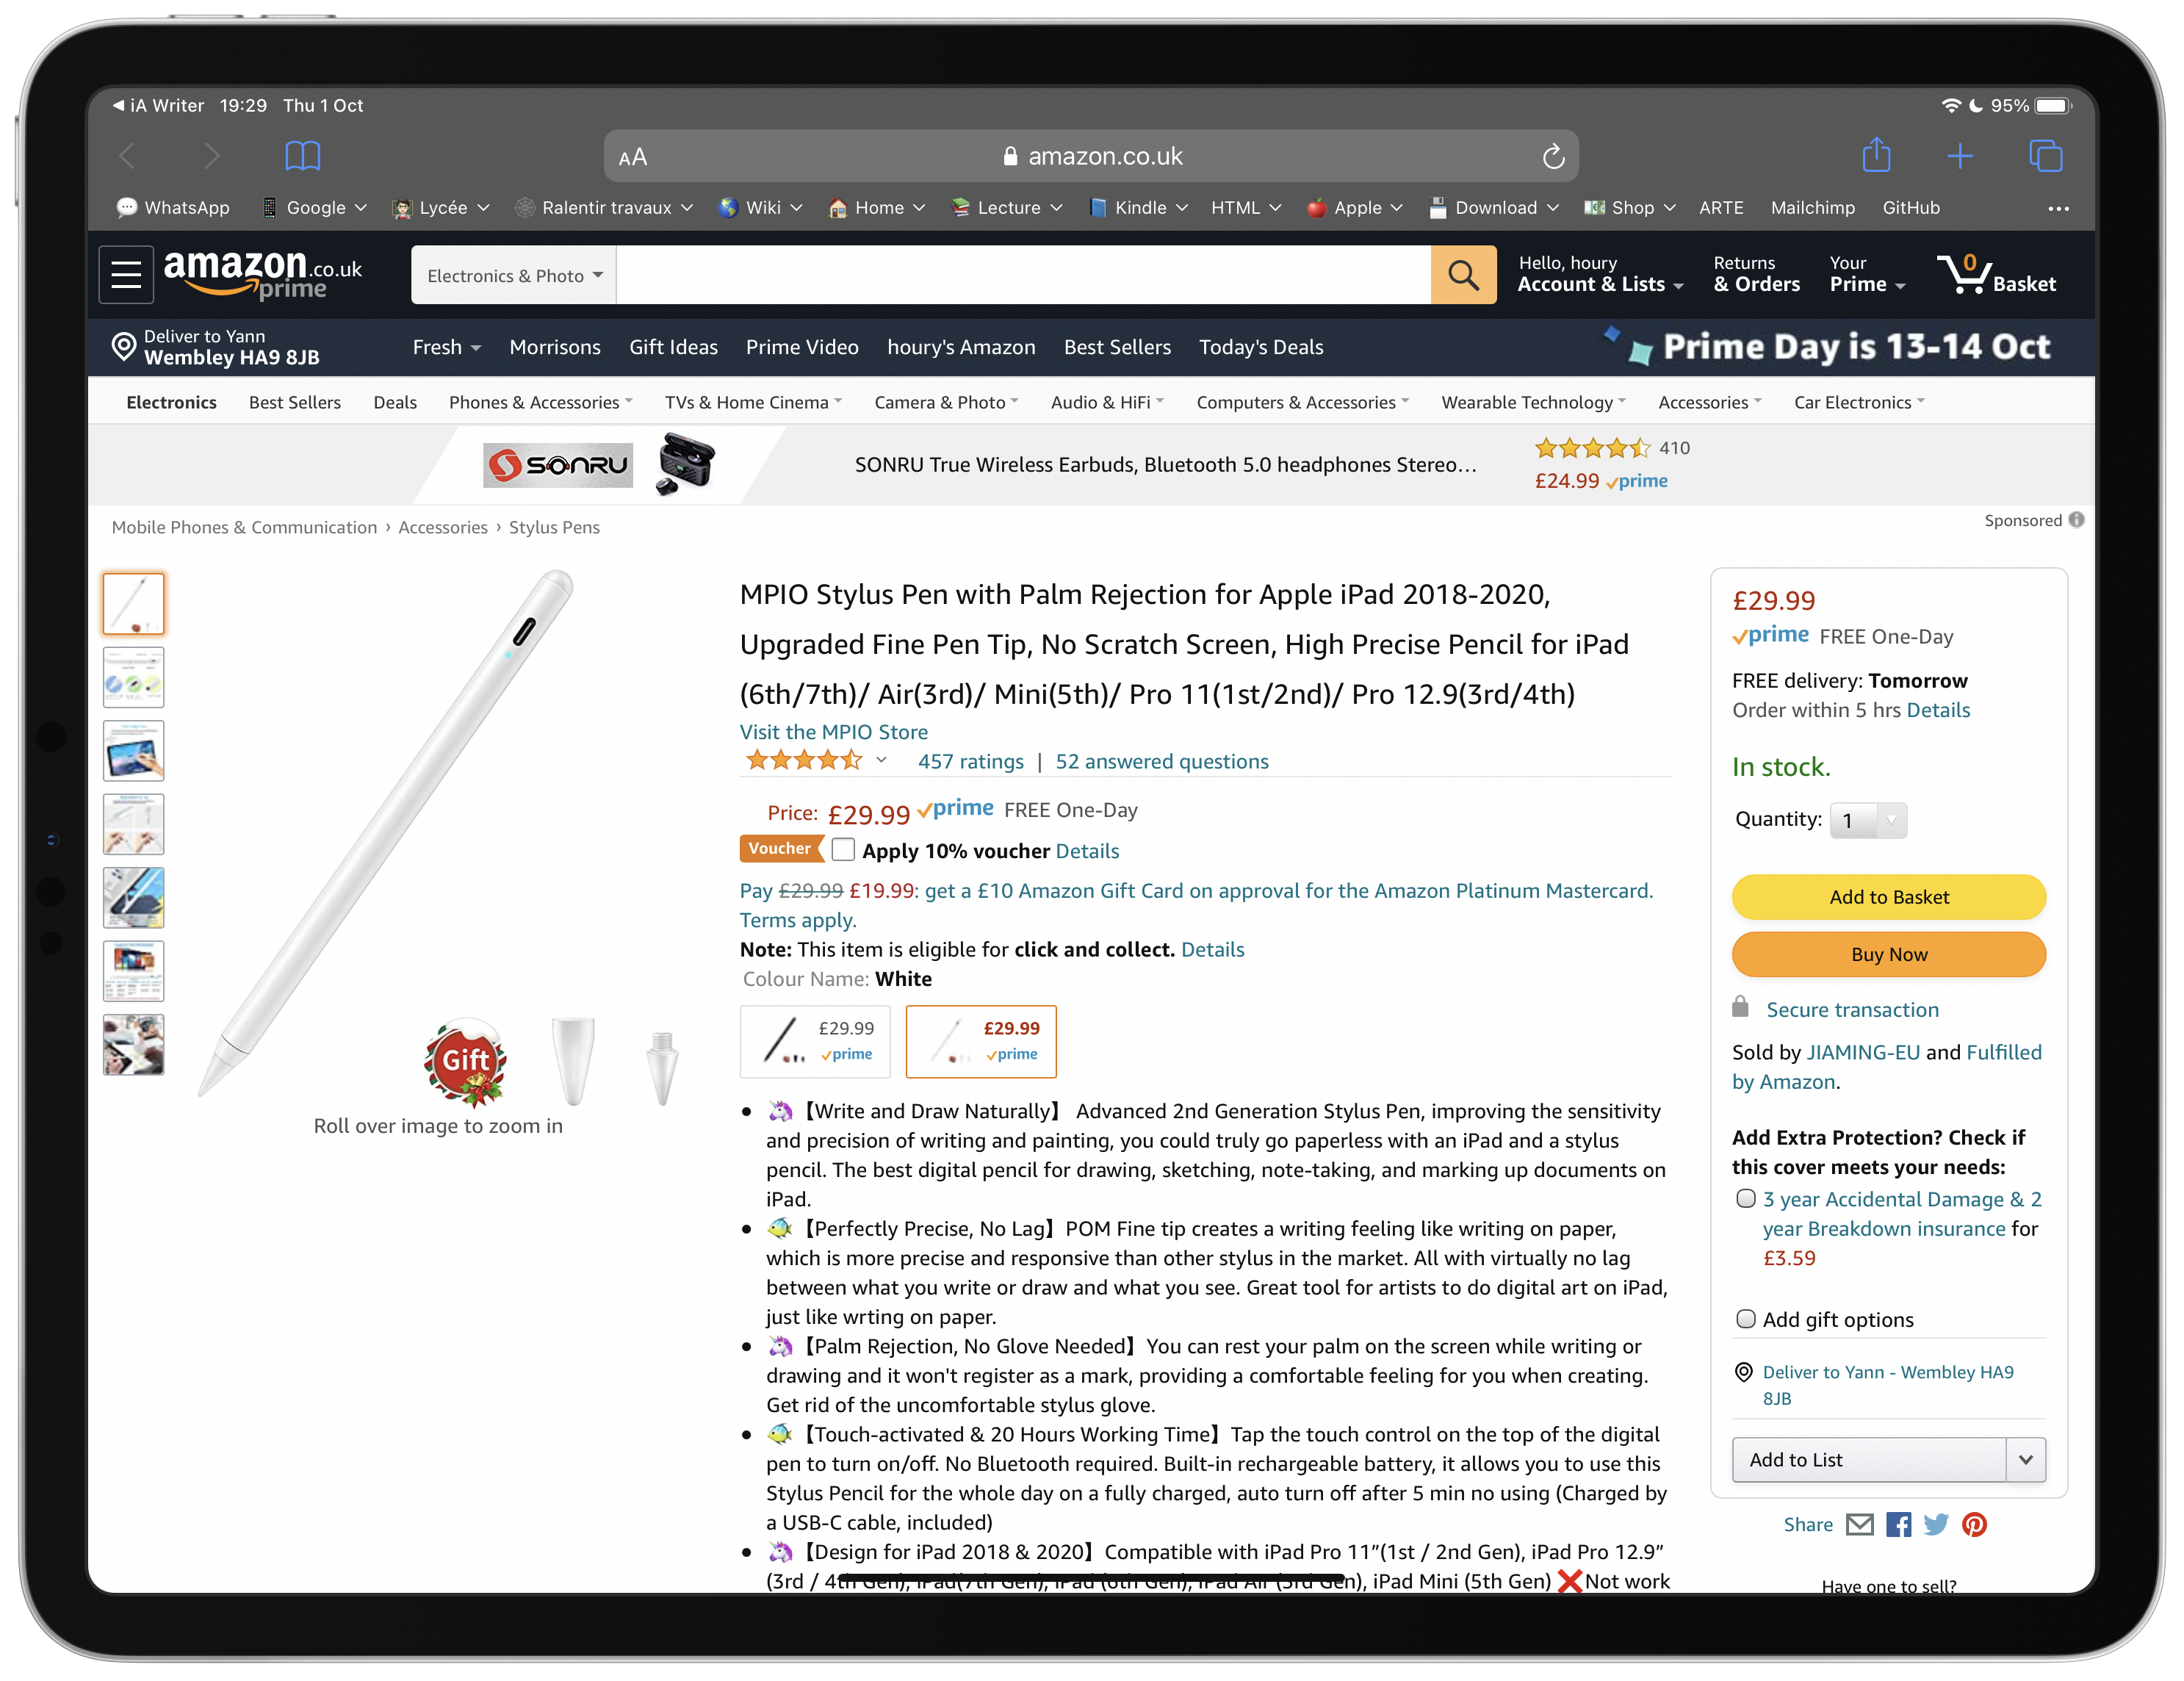 iA Writer 19:29 Thu 1 Oct
95%
AA
amazon.co.uk
WhatsApp Google Lycée Ralentir travaux Wiki Home Lecture Kindle HTML Apple Download Shop ARTE Mailchimp GitHub
amazon.co.uk
prime
Electronics & Photo
Hello, houry
Account & Lists
Returns
& Orders
Your
Prime
0
Basket
Deliver to Yann
Wembley HA9 8JB
Fresh Morrisons Gift Ideas Prime Video houry's Amazon Best Sellers Today's Deals
Prime Day is 13-14 Oct
Electronics Best Sellers Deals Phones & Accessories TVs & Home Cinema Camera & Photo Audio & HiFi Computers & Accessories Wearable Technology Accessories Car Electronics
SONRU
SONRU True Wireless Earbuds, Bluetooth 5.0 headphones Stereo…
410
£24.99 prime
Sponsored
Mobile Phones & Communication › Accessories › Stylus Pens
Gift
Roll over image to zoom in
MPIO Stylus Pen with Palm Rejection for Apple iPad 2018-2020,
Upgraded Fine Pen Tip, No Scratch Screen, High Precise Pencil for iPad
(6th/7th)/ Air(3rd)/ Mini(5th)/ Pro 11(1st/2nd)/ Pro 12.9(3rd/4th)
Visit the MPIO Store
457 ratings | 52 answered questions
Price: £29.99 prime FREE One-Day
Voucher Apply 10% voucher Details
Pay £29.99 £19.99: get a £10 Amazon Gift Card on approval for the Amazon Platinum Mastercard.
Terms apply.
Note: This item is eligible for click and collect. Details
Colour Name: White
£29.99
prime
£29.99
prime
• 🦄【Write and Draw Naturally】 Advanced 2nd Generation Stylus Pen, improving the sensitivity
and precision of writing and painting, you could truly go paperless with an iPad and a stylus
pencil. The best digital pencil for drawing, sketching, note-taking, and marking up documents on
iPad.
• 🐠【Perfectly Precise, No Lag】POM Fine tip creates a writing feeling like writing on paper,
which is more precise and responsive than other stylus in the market. All with virtually no lag
between what you write or draw and what you see. Great tool for artists to do digital art on iPad,
just like wrting on paper.
• 🦄【Palm Rejection, No Glove Needed】You can rest your palm on the screen while writing or
drawing and it won't register as a mark, providing a comfortable feeling for you when creating.
Get rid of the uncomfortable stylus glove.
• 🐠【Touch-activated & 20 Hours Working Time】Tap the touch control on the top of the digital
pen to turn on/off. No Bluetooth required. Built-in rechargeable battery, it allows you to use this
Stylus Pencil for the whole day on a fully charged, auto turn off after 5 min no using (Charged by
a USB-C cable, included)
• 🦄【Design for iPad 2018 & 2020】Compatible with iPad Pro 11”(1st / 2nd Gen), iPad Pro 12.9”
(3rd / 4th Gen), iPad(7th Gen), iPad (6th Gen), iPad Air (3rd Gen), iPad Mini (5th Gen) ❌Not work
£29.99
prime FREE One-Day
FREE delivery: Tomorrow
Order within 5 hrs Details
In stock.
Quantity: 1
Add to Basket
Buy Now
Secure transaction
Sold by JIAMING-EU and Fulfilled
by Amazon.
Add Extra Protection? Check if
this cover meets your needs:
3 year Accidental Damage & 2
year Breakdown insurance for
£3.59
Add gift options
Deliver to Yann - Wembley HA9
8JB
Add to List
Share
Have one to sell?